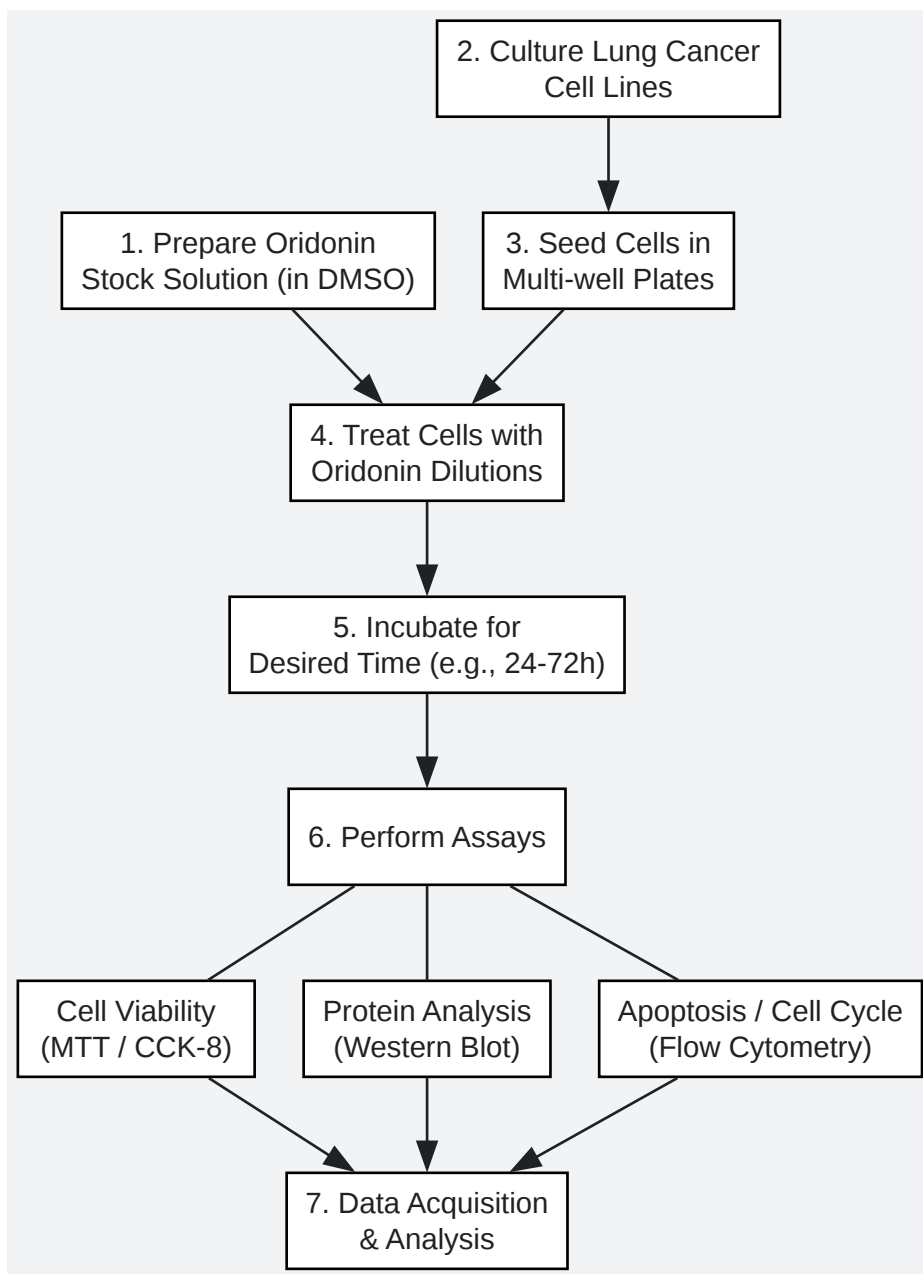 2. Culture Lung Cancer
Cell Lines
1. Prepare Oridonin
Stock Solution (in DMSO)
3. Seed Cells in
Multi-well Plates
4. Treat Cells with
Oridonin Dilutions
5. Incubate for
Desired Time (e.g., 24-72h)
6. Perform Assays
Cell Viability
(MTT / CCK-8)
Protein Analysis
(Western Blot)
Apoptosis / Cell Cycle
(Flow Cytometry)
7. Data Acquisition
& Analysis